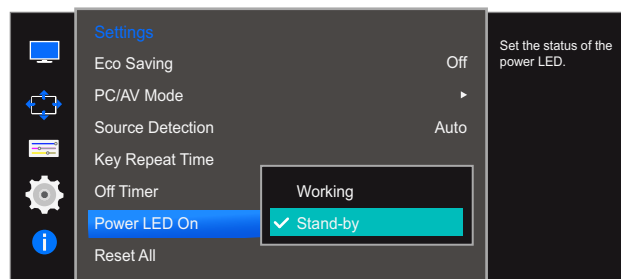 Settings
Eco Saving Off
PC/AV Mode
Source Detection Auto
Key Repeat Time
Off Timer
Working
Power LED On
Stand-by
Reset All
Set the status of the
power LED.